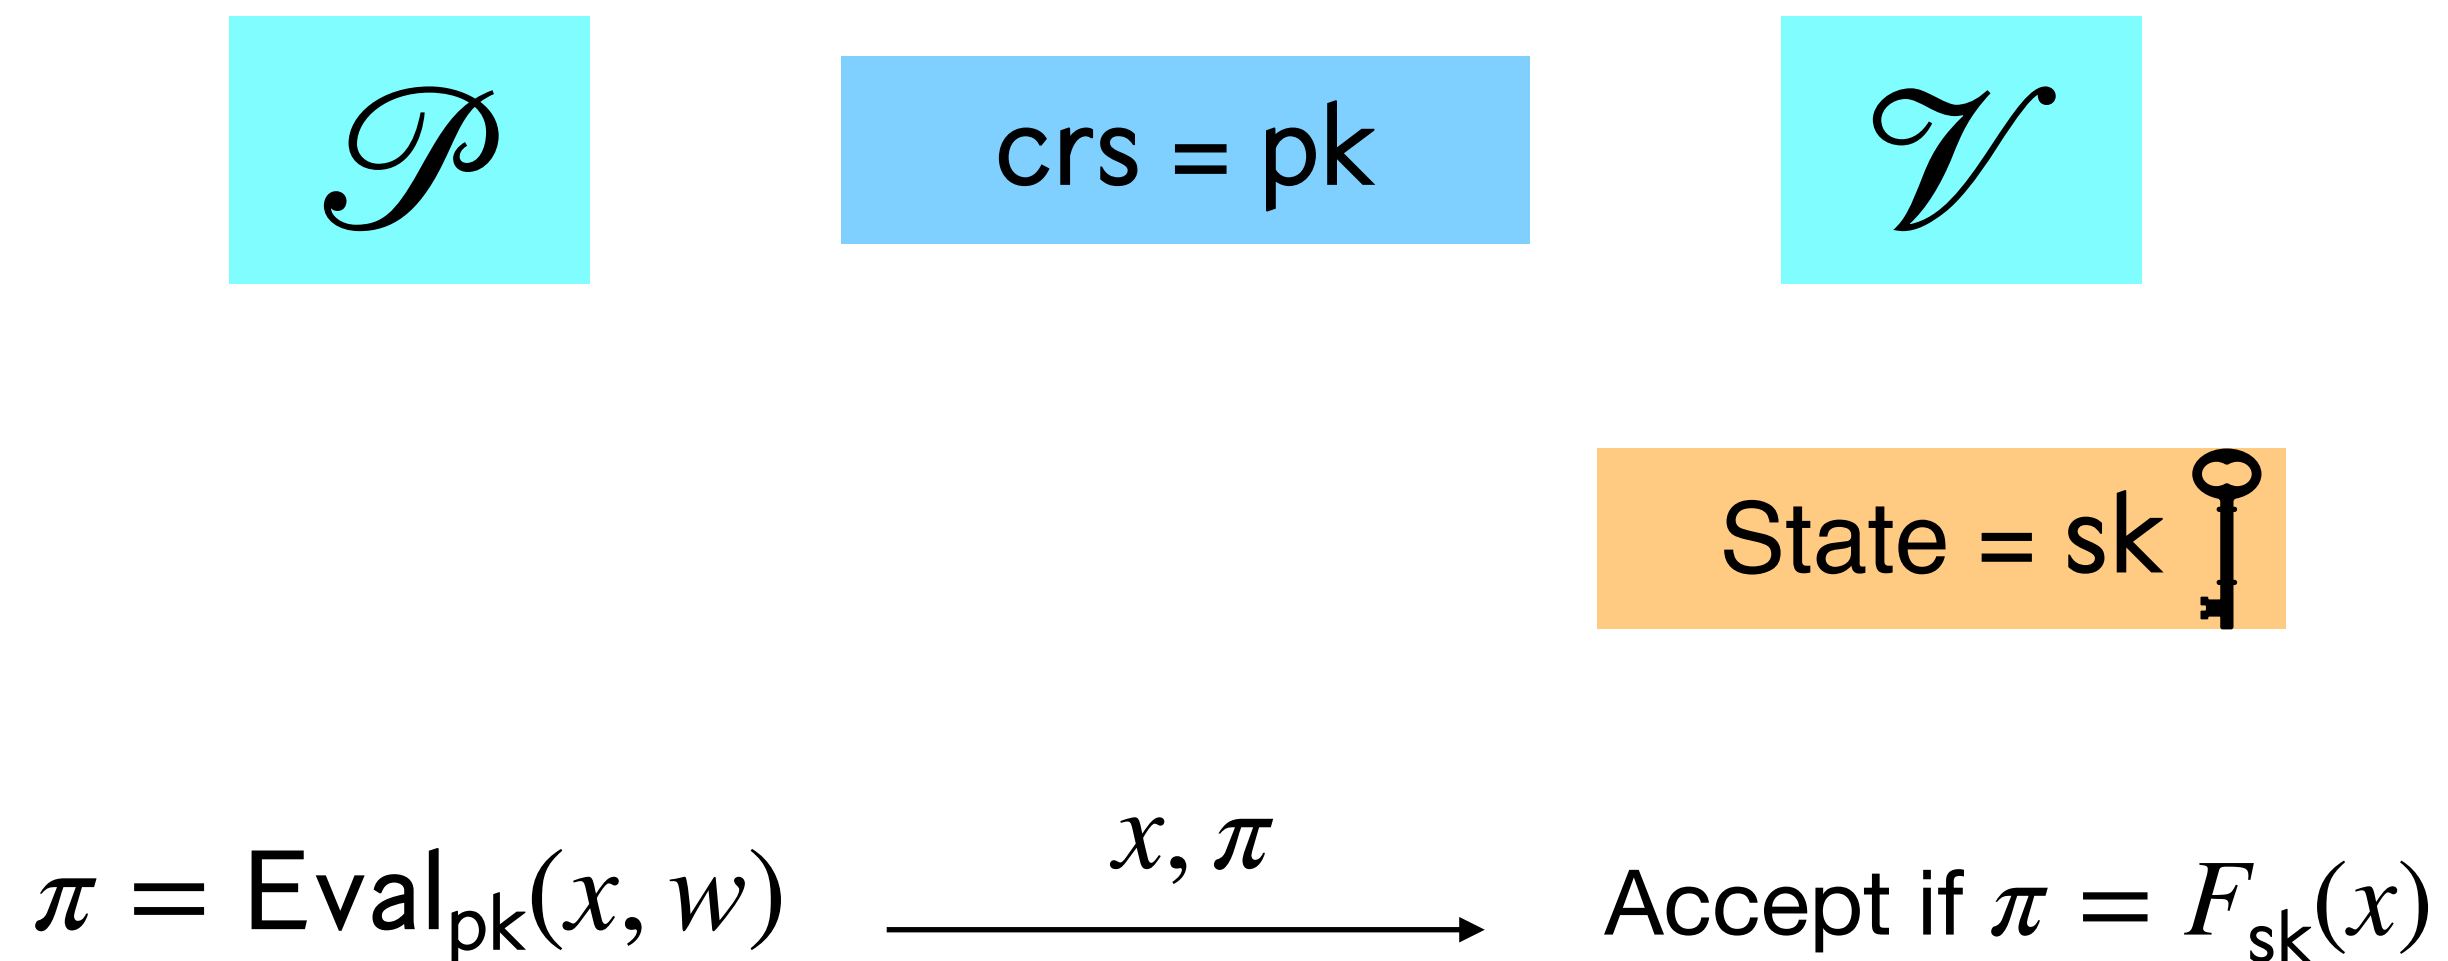 𝒫
crs = pk
𝒱
State = sk
π = Eval_pk(x, w)
x, π
Accept if π = F_sk(x)